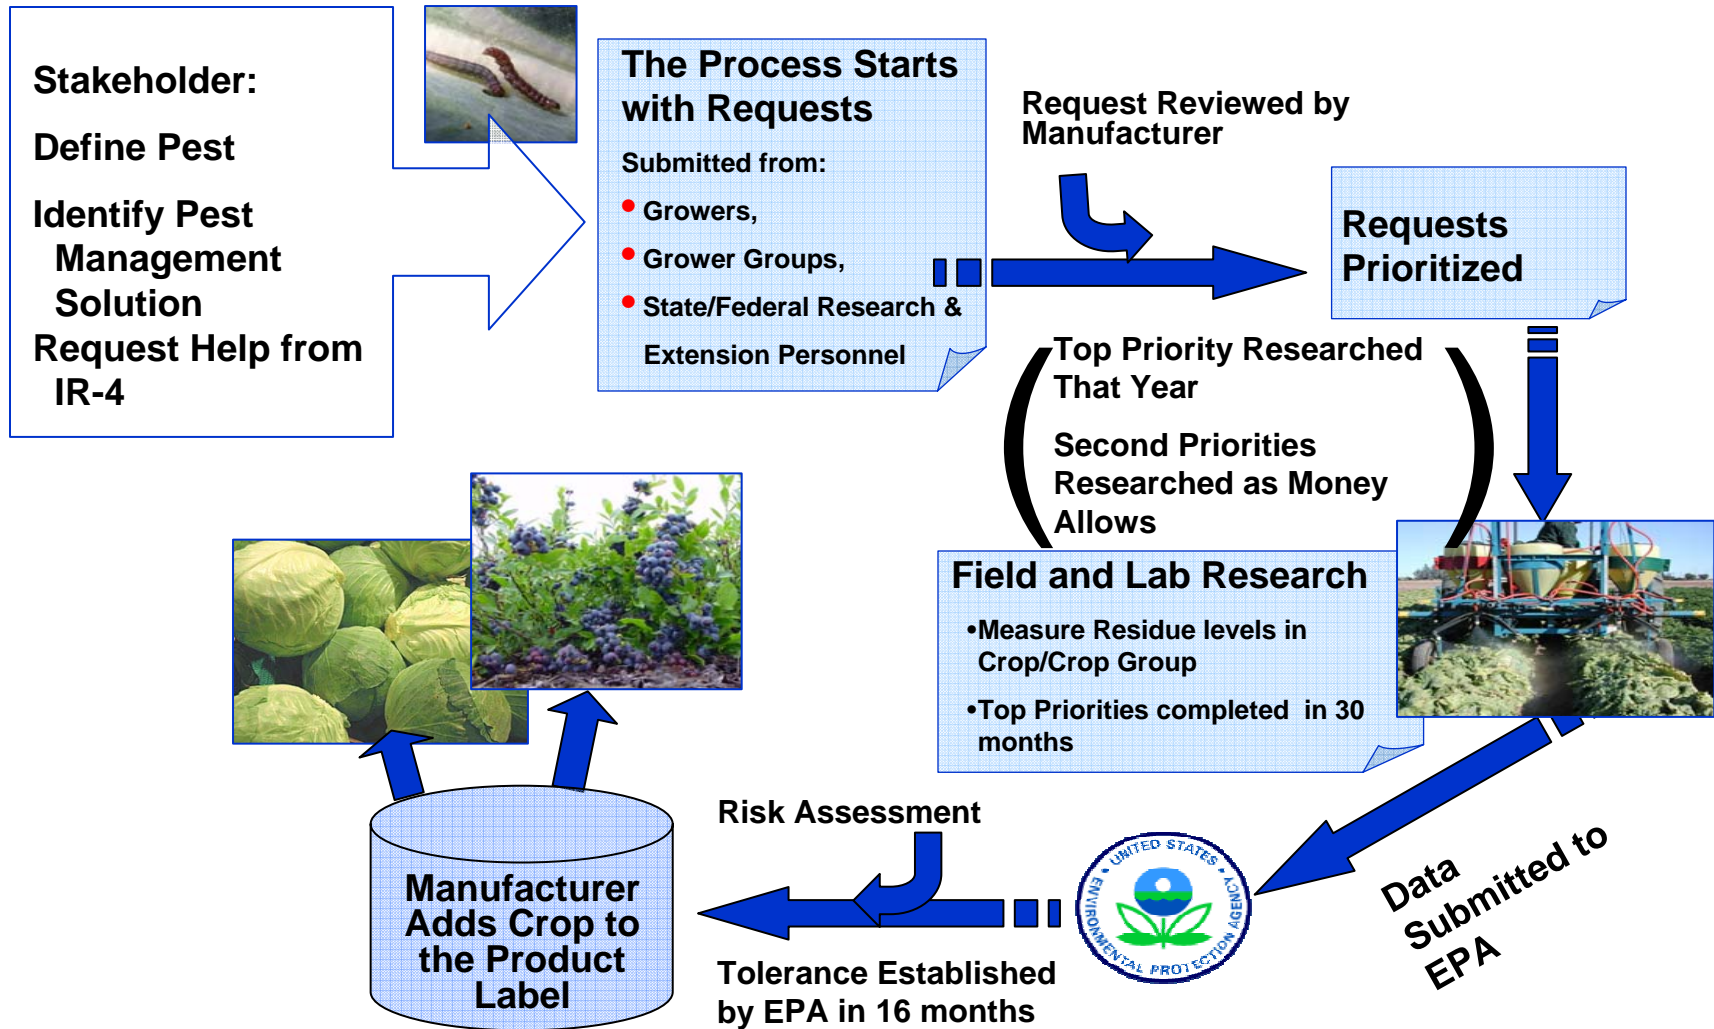 Stakeholder:
Define Pest
Identify Pest
Management
Solution
Request Help from
IR-4
The Process Starts
with Requests
Submitted from:
• Growers,
• Grower Groups,
• State/Federal Research &
Extension Personnel
Request Reviewed by
Manufacturer
Requests
Prioritized
(Top Priority Researched
That Year
Second Priorities
Researched as Money
Allows)
Field and Lab Research
•Measure Residue levels in
Crop/Crop Group
•Top Priorities completed in 30
months
Data
Submitted to
EPA
UNITED STATES
ENVIRONMENTAL PROTECTION AGENCY
Risk Assessment
Tolerance Established
by EPA in 16 months
Manufacturer
Adds Crop to
the Product
Label